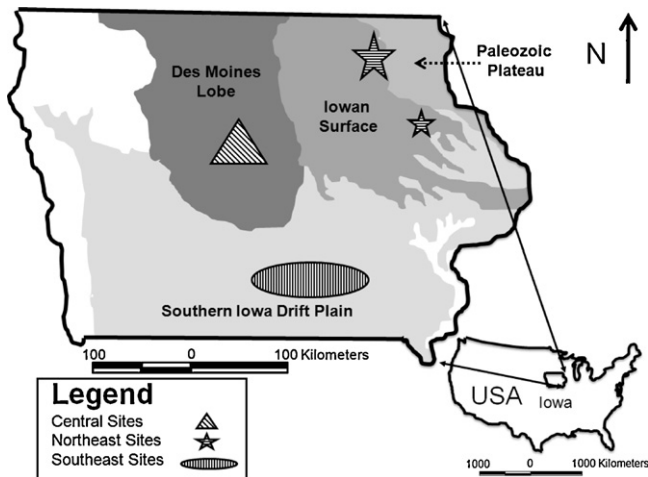 Des Moines
Lobe
Iowan
Surface
Paleozoic
Plateau
N
Southern Iowa Drift Plain
100 0 100 Kilometers
Legend
Central Sites
Northeast Sites
Southeast Sites
USA
Iowa
1000 0 1000 Kilometers